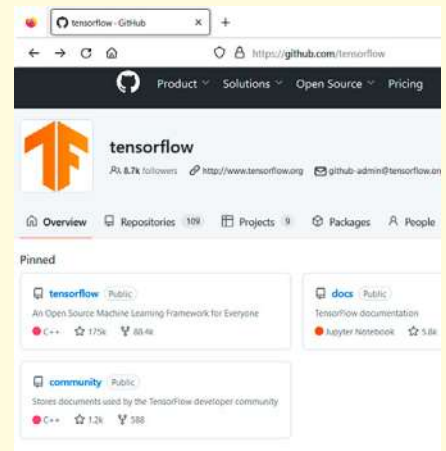 tensorflow · GitHub
https://github.com/tensorflow
Product Solutions Open Source Pricing
tensorflow
8.7k followers http://www.tensorflow.org github-admin@tensorflow.or
Overview Repositories 109 Projects 9 Packages People
Pinned
tensorflow Public
An Open Source Machine Learning Framework for Everyone
C++ 175k 88.4k
docs Public
TensorFlow documentation
Jupyter Notebook 5.8k
community Public
Stores documents used by the TensorFlow developer community
C++ 1.2k 588